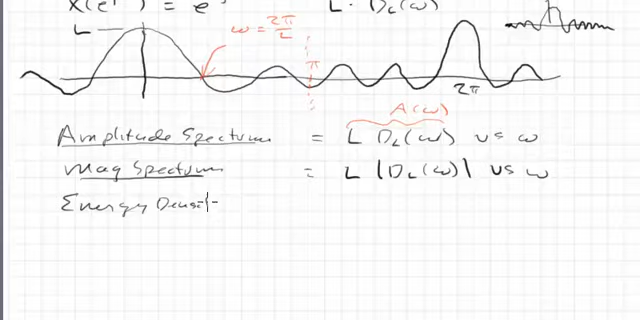 X(e ) = e L · D_L(ω)
L
ω = 2π/L
π
2π
A(ω)
Amplitude Spectrum = L D_L(ω) vs ω
Mag Spectrum = L |D_L(ω)| vs ω
Energy Densit